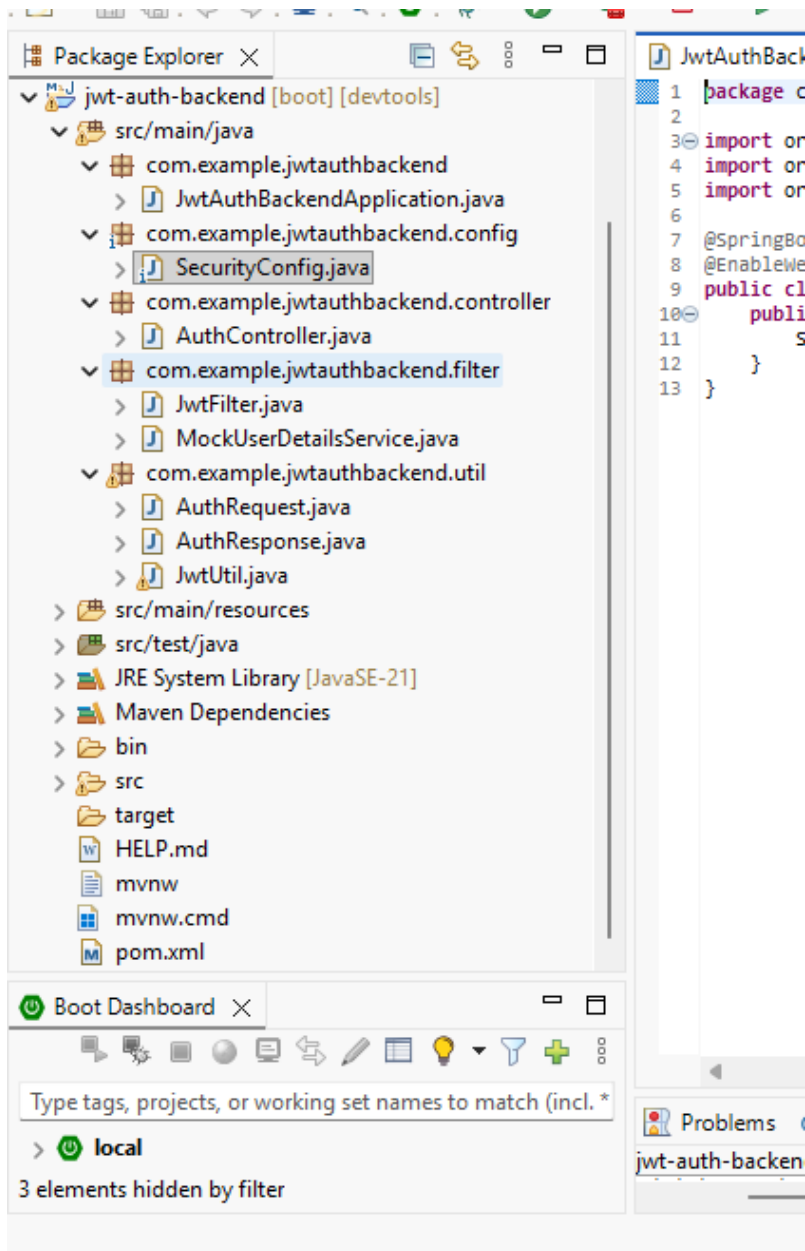 Package Explorer
jwt-auth-backend [boot] [devtools]
src/main/java
com.example.jwtauthbackend
JwtAuthBackendApplication.java
com.example.jwtauthbackend.config
SecurityConfig.java
com.example.jwtauthbackend.controller
AuthController.java
com.example.jwtauthbackend.filter
JwtFilter.java
MockUserDetailsService.java
com.example.jwtauthbackend.util
AuthRequest.java
AuthResponse.java
JwtUtil.java
src/main/resources
src/test/java
JRE System Library [JavaSE-21]
Maven Dependencies
bin
src
target
HELP.md
mvnw
mvnw.cmd
pom.xml
Boot Dashboard
Type tags, projects, or working set names to match (incl. *
local
3 elements hidden by filter
JwtAuthBack
1 package c
2
3 import or
4 import or
5 import or
6
7 @SpringBo
8 @EnableWe
9 public cl
10 publi
11 S
12 }
13 }
Problems
jwt-auth-backen